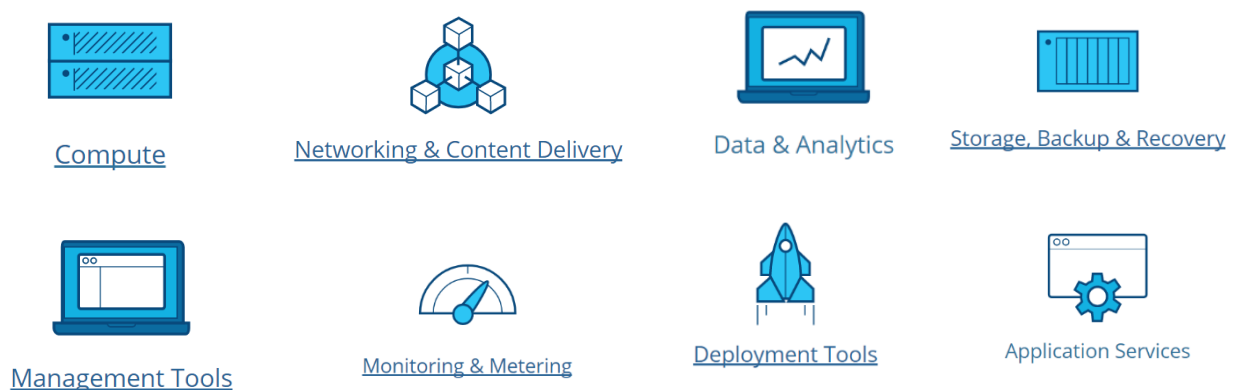 Compute
Networking & Content Delivery
Data & Analytics
Storage, Backup & Recovery
Management Tools
Monitoring & Metering
Deployment Tools
Application Services